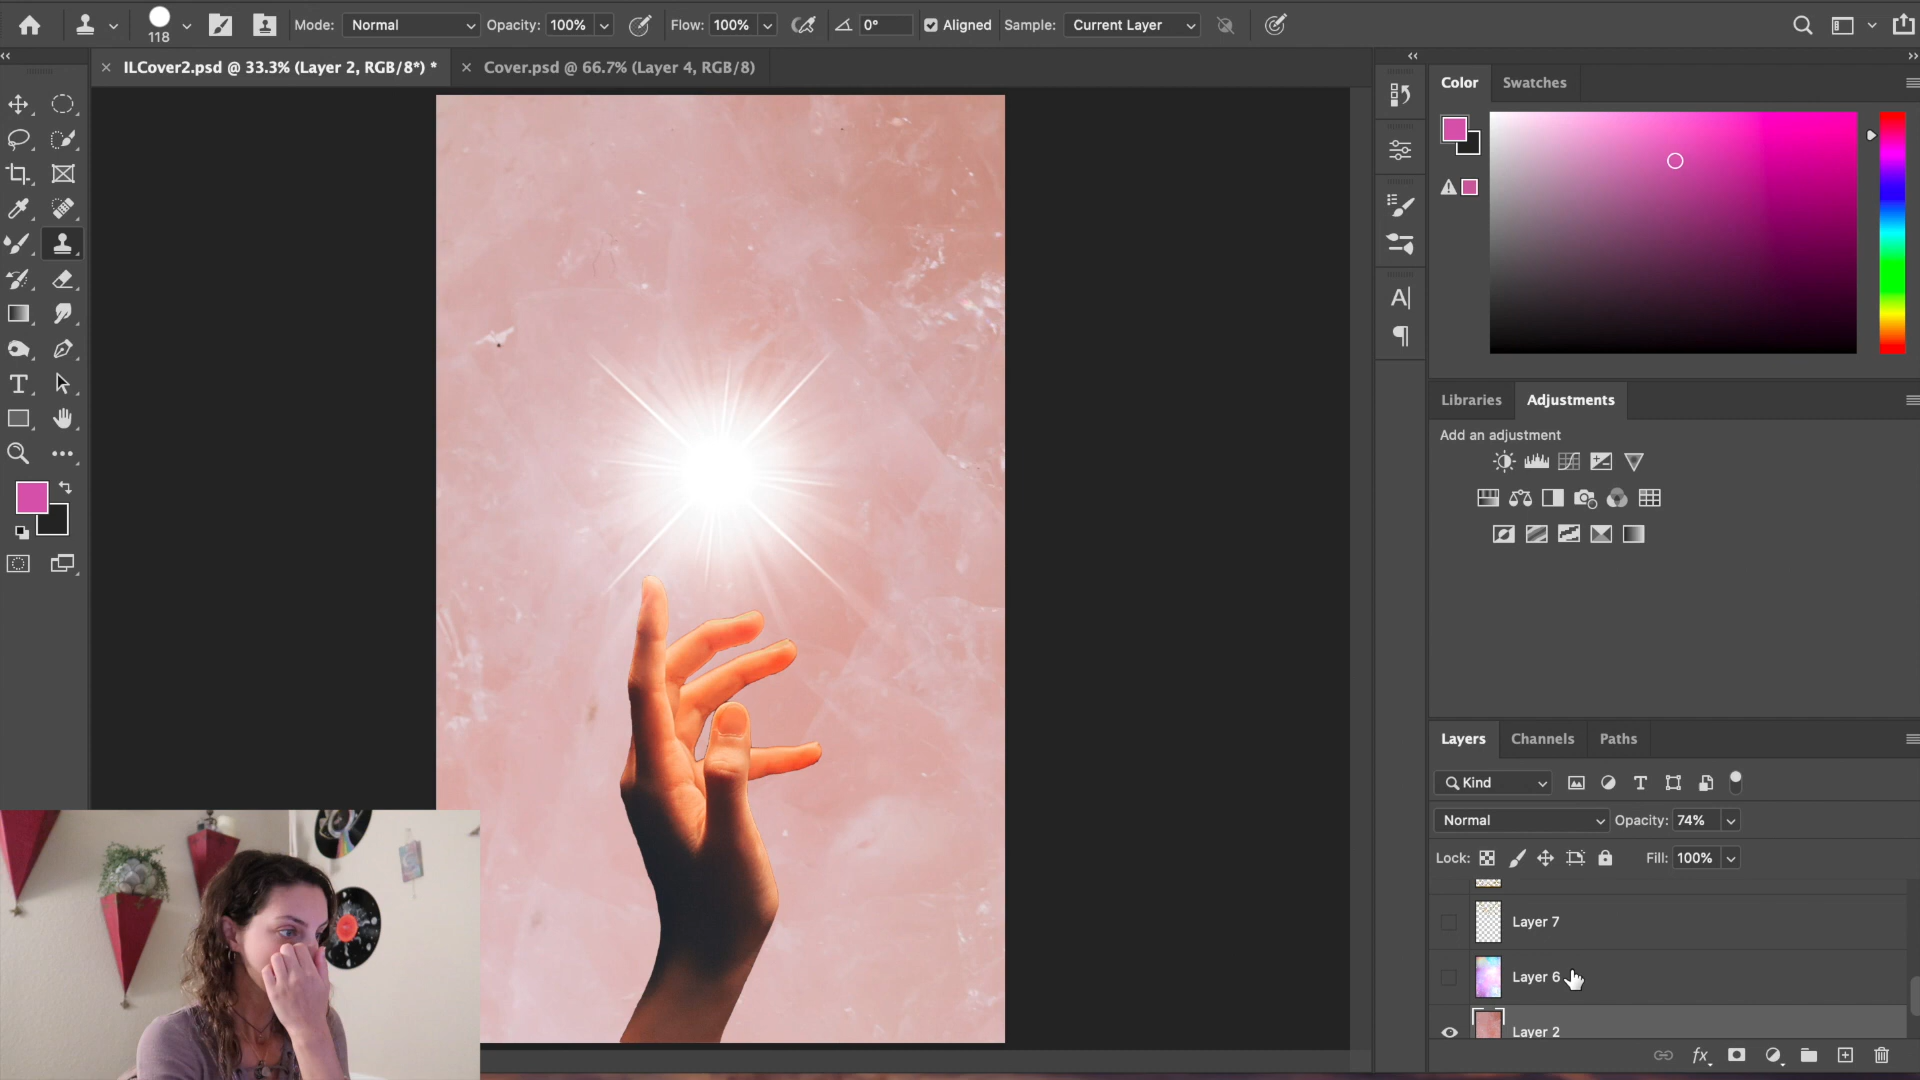 118
Mode: Normal Opacity: 100% Flow: 100% 0° Aligned Sample: Current Layer
ILCover2.psd @ 33.3% (Layer 2, RGB/8*) *
Cover.psd @ 66.7% (Layer 4, RGB/8)
Color
Swatches
Libraries
Adjustments
Add an adjustment
Layers
Channels
Paths
Kind
Normal
Opacity: 74%
Lock:
Fill: 100%
Layer 7
Layer 6
Layer 2